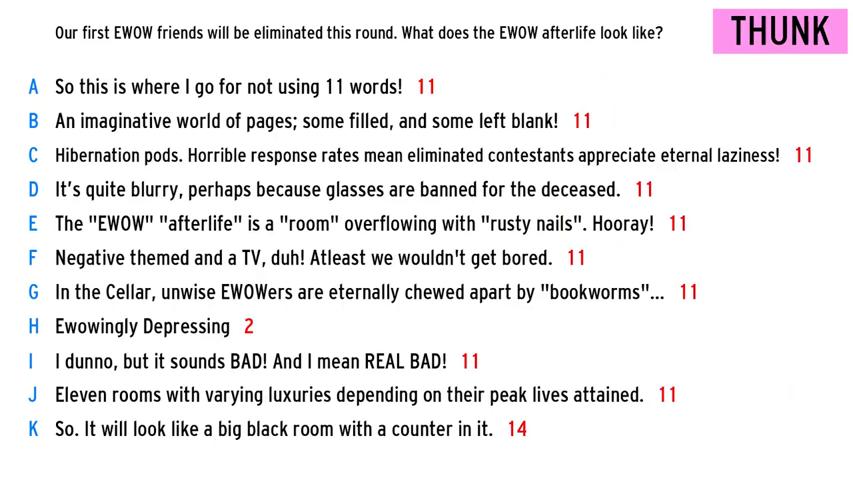 Our first EWOW friends will be eliminated this round. What does the EWOW afterlife look like?
THUNK
A So this is where I go for not using 11 words! 11
B An imaginative world of pages; some filled, and some left blank! 11
C Hibernation pods. Horrible response rates mean eliminated contestants appreciate eternal laziness! 11
D It's quite blurry, perhaps because glasses are banned for the deceased. 11
E The "EWOW" "afterlife" is a "room" overflowing with "rusty nails". Hooray! 11
F Negative themed and a TV, duh! Atleast we wouldn't get bored. 11
G In the Cellar, unwise EWOWers are eternally chewed apart by "bookworms"... 11
H Ewowingly Depressing 2
I I dunno, but it sounds BAD! And I mean REAL BAD! 11
J Eleven rooms with varying luxuries depending on their peak lives attained. 11
K So. It will look like a big black room with a counter in it. 14